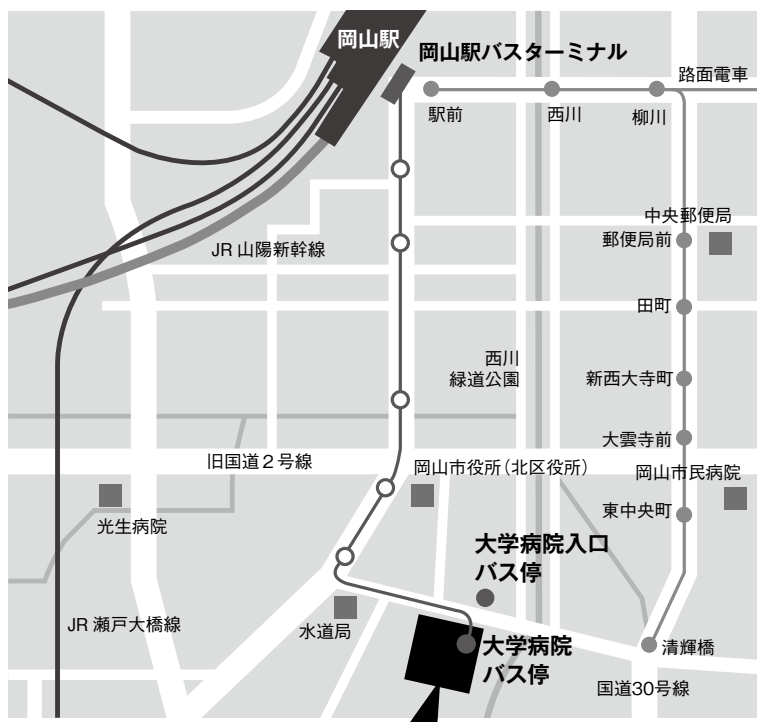 岡山駅
岡山駅バスターミナル
路面電車
駅前
西川
柳川
中央郵便局
郵便局前
JR 山陽新幹線
田町
西川
緑道公園
新西大寺町
大雲寺前
旧国道2号線
岡山市役所（北区役所）
岡山市民病院
光生病院
東中央町
大学病院入口
バス停
JR 瀬戸大橋線
水道局
大学病院
バス停
清輝橋
国道30号線